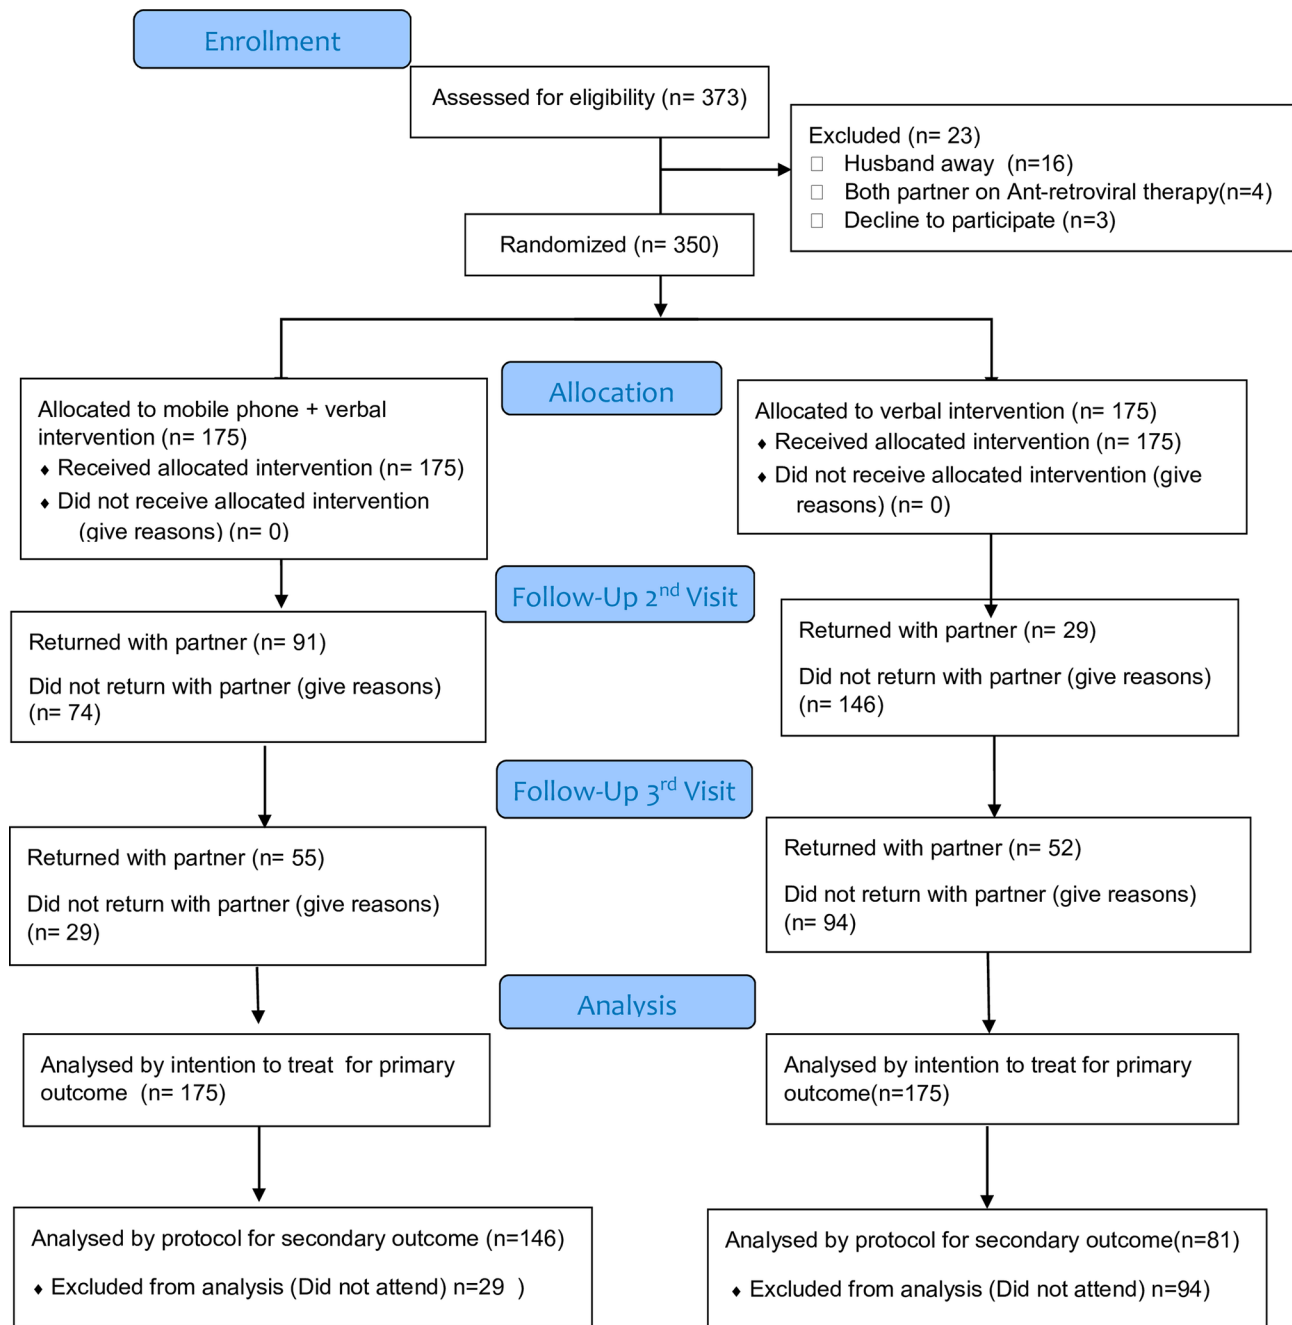 Enrollment
Assessed for eligibility (n= 373)
Excluded (n= 23)
Husband away (n=16)
Both partner on Ant-retroviral therapy(n=4)
Decline to participate (n=3)
Randomized (n= 350)
Allocation
Allocated to mobile phone + verbal
intervention (n= 175)
♦ Received allocated intervention (n= 175)
♦ Did not receive allocated intervention
(give reasons) (n= 0)
Allocated to verbal intervention (n= 175)
♦ Received allocated intervention (n= 175)
♦ Did not receive allocated intervention (give
reasons) (n= 0)
Follow-Up 2nd Visit
Returned with partner (n= 91)
Did not return with partner (give reasons)
(n= 74)
Returned with partner (n= 29)
Did not return with partner (give reasons)
(n= 146)
Follow-Up 3rd Visit
Returned with partner (n= 55)
Did not return with partner (give reasons)
(n= 29)
Returned with partner (n= 52)
Did not return with partner (give reasons)
(n= 94)
Analysis
Analysed by intention to treat for primary
outcome (n= 175)
Analysed by intention to treat for primary
outcome(n=175)
Analysed by protocol for secondary outcome (n=146)
♦ Excluded from analysis (Did not attend) n=29 )
Analysed by protocol for secondary outcome(n=81)
♦ Excluded from analysis (Did not attend) n=94)